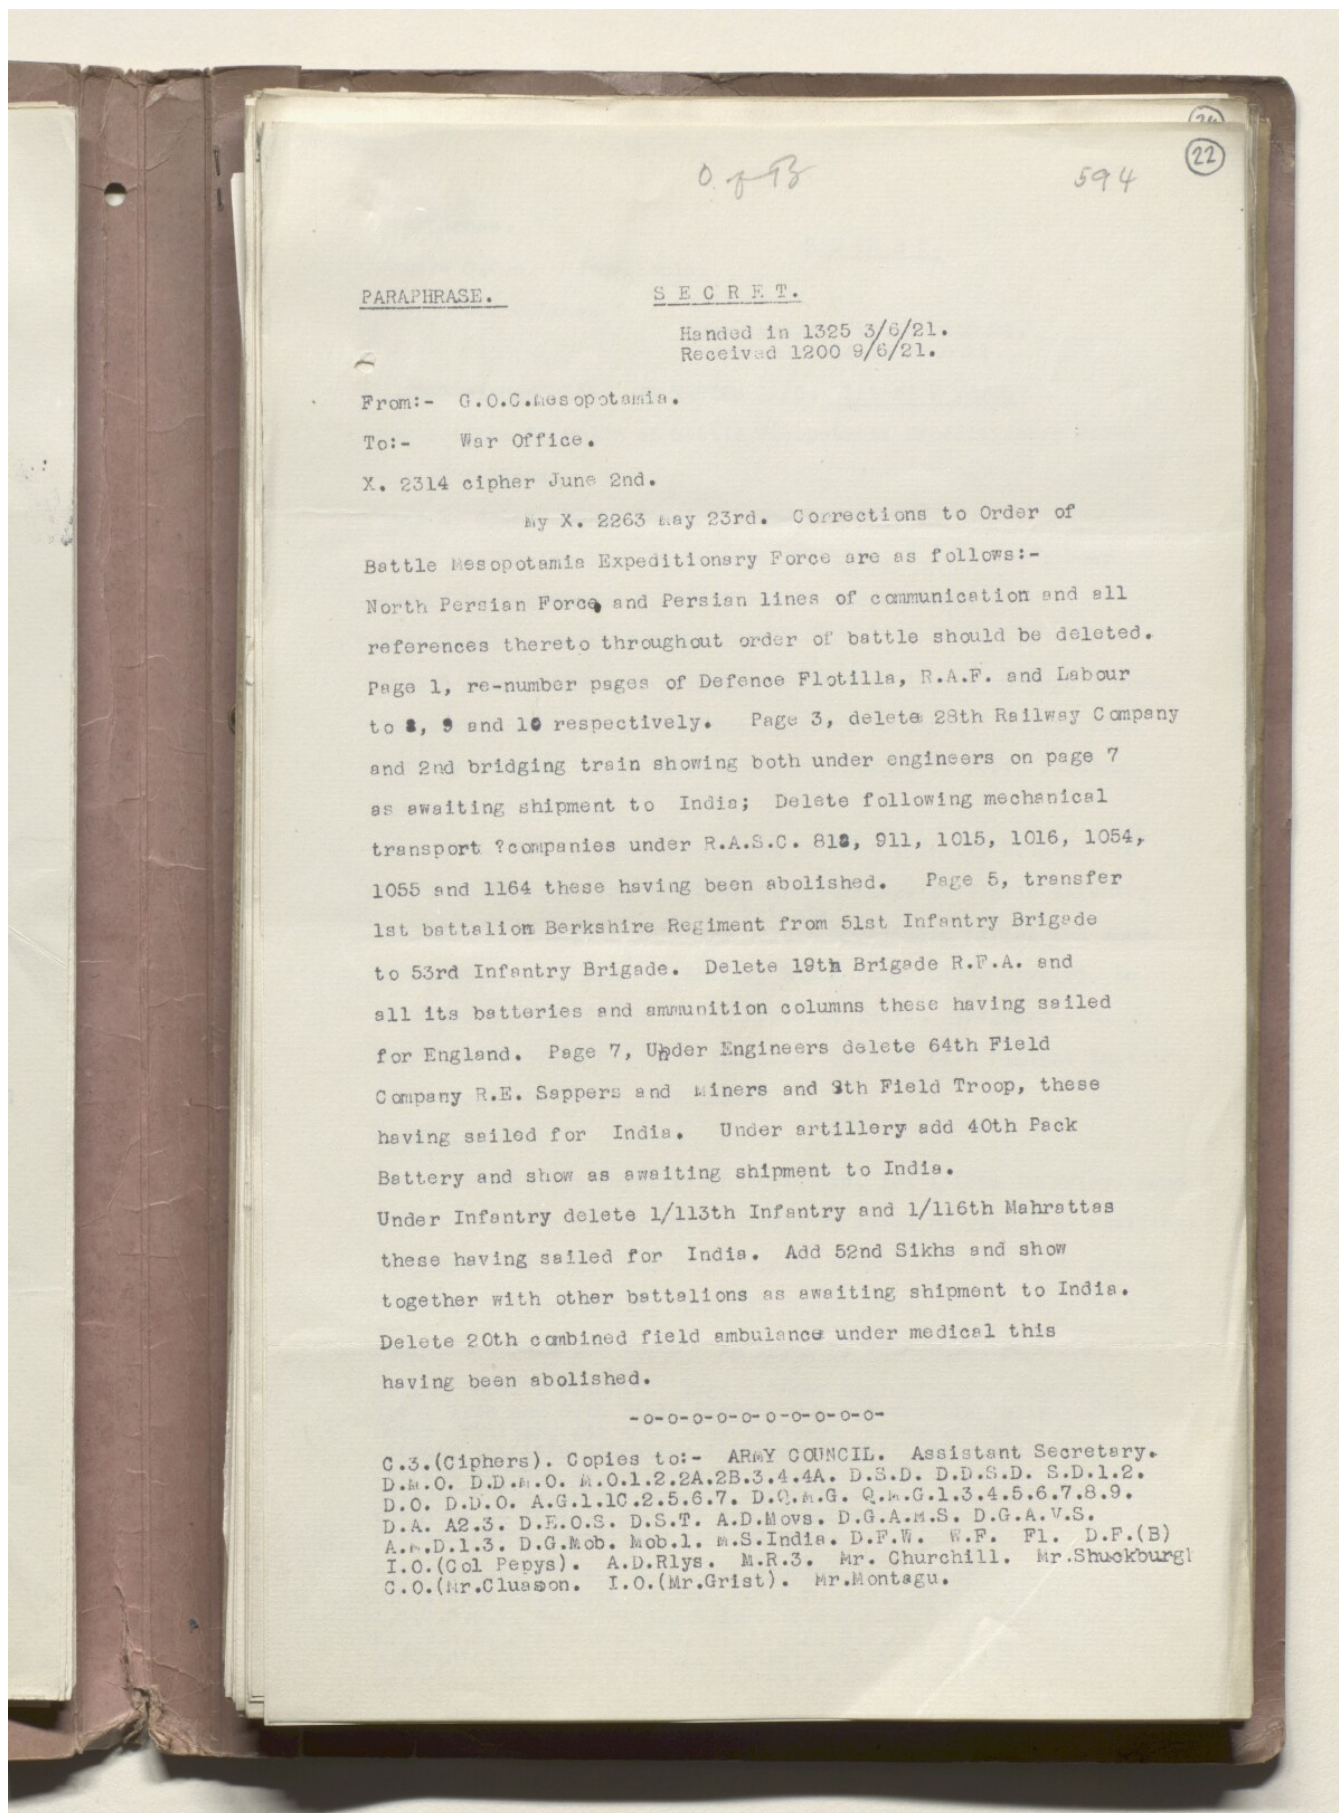 22
O. of B
594
PARAPHRASE. SECRET.
Handed in 1325 3/6/21.
Received 1200 9/6/21.
From:- G.O.C.Mesopotamia.
To:- War Office.
X. 2314 cipher June 2nd.
My X. 2263 May 23rd. Corrections to Order of
Battle Mesopotamia Expeditionary Force are as follows:-
North Persian Force and Persian lines of communication and all
references thereto throughout order of battle should be deleted.
Page 1, re-number pages of Defence Flotilla, R.A.F. and Labour
to 8, 9 and 10 respectively. Page 3, delete 28th Railway Company
and 2nd bridging train showing both under engineers on page 7
as awaiting shipment to India; Delete following mechanical
transport ?companies under R.A.S.C. 818, 911, 1015, 1016, 1054,
1055 and 1164 these having been abolished. Page 5, transfer
1st battalion Berkshire Regiment from 51st Infantry Brigade
to 53rd Infantry Brigade. Delete 19th Brigade R.F.A. and
all its batteries and ammunition columns these having sailed
for England. Page 7, Under Engineers delete 64th Field
Company R.E. Sappers and Miners and 8th Field Troop, these
having sailed for India. Under artillery add 40th Pack
Battery and show as awaiting shipment to India.
Under Infantry delete 1/113th Infantry and 1/116th Mahrattas
these having sailed for India. Add 52nd Sikhs and show
together with other battalions as awaiting shipment to India.
Delete 20th combined field ambulance under medical this
having been abolished.
-o-o-o-o-o-o-o-o-o-o-
C.3.(Ciphers). Copies to:- ARMY COUNCIL. Assistant Secretary.
D.M.O. D.D.M.O. M.O.1.2.2A.2B.3.4.4A. D.S.D. D.D.S.D. S.D.1.2.
D.O. D.D.O. A.G.1.1C.2.5.6.7. D.Q.M.G. Q.M.G.1.3.4.5.6.7.8.9.
D.A. A2.3. D.E.O.S. D.S.T. A.D.Movs. D.G.A.M.S. D.G.A.V.S.
A.M.D.1.3. D.G.Mob. Mob.1. M.S.India. D.F.W. W.F. F1. D.F.(B)
I.O.(Col Pepys). A.D.Rlys. M.R.3. Mr. Churchill. Mr.Shuckburgh
C.O.(Mr.Cluason. I.O.(Mr.Grist). Mr.Montagu.